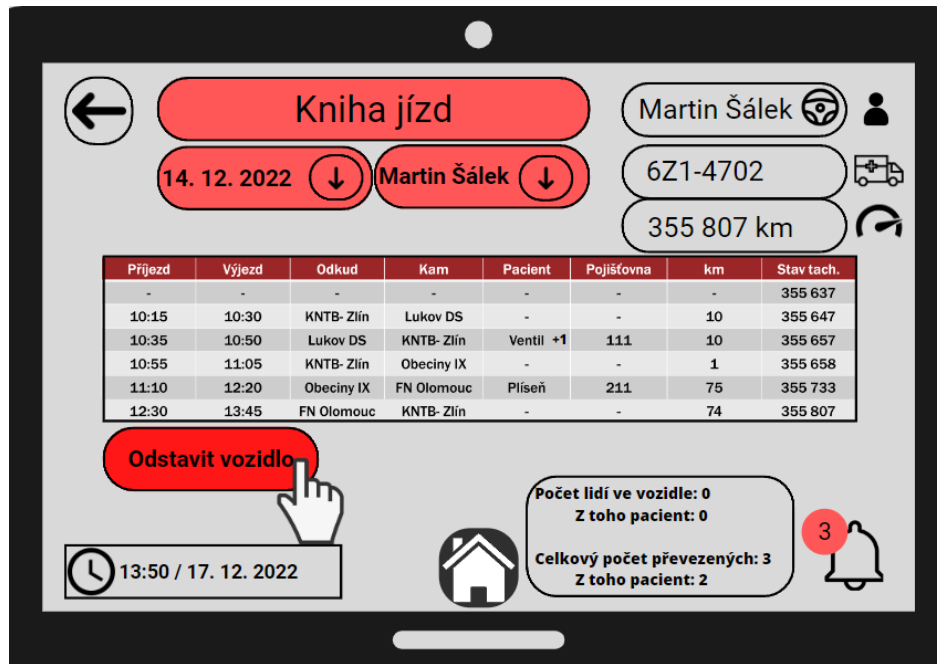 Kniha jízd
Martin Šálek
14. 12. 2022
Martin Šálek
6Z1-4702
355 807 km
Příjezd Výjezd Odkud Kam Pacient Pojišťovna km Stav tach.
- - - - - - - 355 637
10:15 10:30 KNTB- Zlín Lukov DS - - 10 355 647
10:35 10:50 Lukov DS KNTB- Zlín Ventil +1 111 10 355 657
10:55 11:05 KNTB- Zlín Obeciny IX - - 1 355 658
11:10 12:20 Obeciny IX FN Olomouc Plíseň 211 75 355 733
12:30 13:45 FN Olomouc KNTB- Zlín - - 74 355 807
Odstavit vozidlo
Počet lidí ve vozidle: 0
Z toho pacient: 0
Celkový počet převezených: 3
Z toho pacient: 2
3
13:50 / 17. 12. 2022